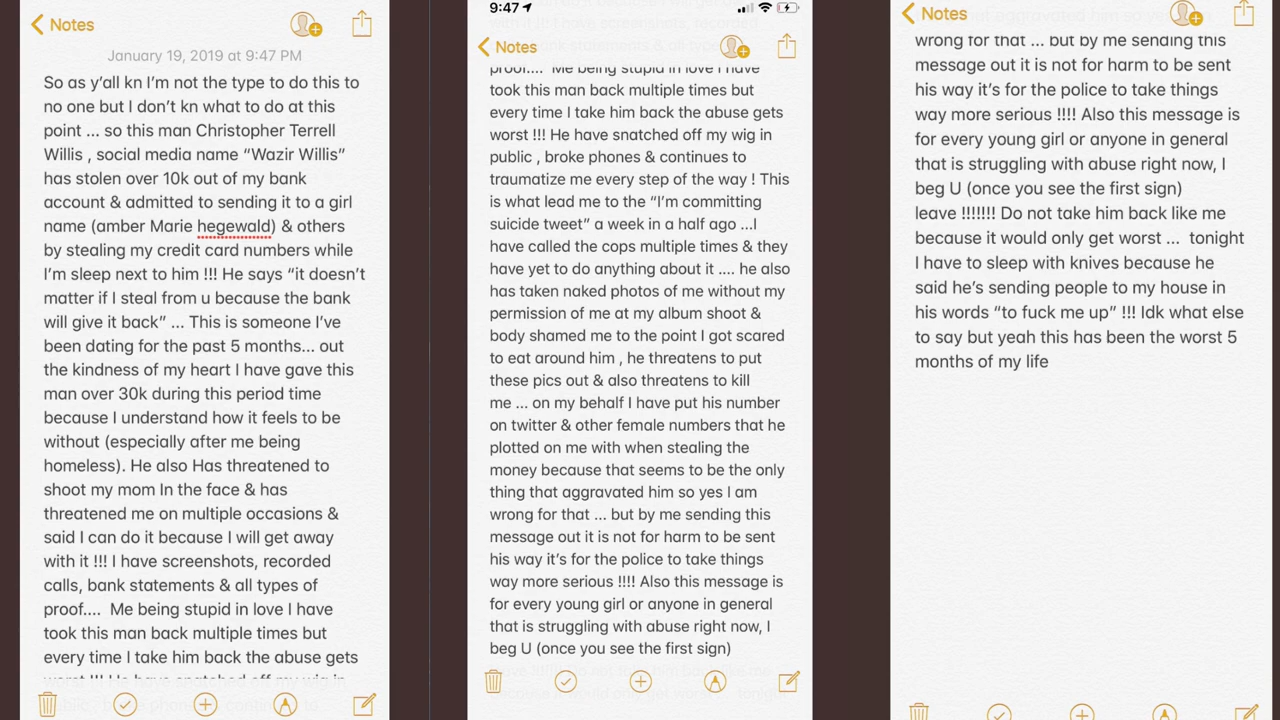 Notes
January 19, 2019 at 9:47 PM
So as y'all kn I'm not the type to do this to
no one but I don't kn what to do at this
point ... so this man Christopher Terrell
Willis , social media name “Wazir Willis”
has stolen over 10k out of my bank
account & admitted to sending it to a girl
name (amber Marie hegewald) & others
by stealing my credit card numbers while
I'm sleep next to him !!! He says “it doesn't
matter if I steal from u because the bank
will give it back” ... This is someone I've
been dating for the past 5 months... out
the kindness of my heart I have gave this
man over 30k during this period time
because I understand how it feels to be
without (especially after me being
homeless). He also Has threatened to
shoot my mom In the face & has
threatened me on multiple occasions &
said I can do it because I will get away
with it !!! I have screenshots, recorded
calls, bank statements & all types of
proof.... Me being stupid in love I have
took this man back multiple times but
every time I take him back the abuse gets
worst !!! He have snatched off my wig in
9:47
Notes
proof.... Me being stupid in love I have
took this man back multiple times but
every time I take him back the abuse gets
worst !!! He have snatched off my wig in
public , broke phones & continues to
traumatize me every step of the way ! This
is what lead me to the “I'm committing
suicide tweet” a week in a half ago ...I
have called the cops multiple times & they
have yet to do anything about it .... he also
has taken naked photos of me without my
permission of me at my album shoot &
body shamed me to the point I got scared
to eat around him , he threatens to put
these pics out & also threatens to kill
me ... on my behalf I have put his number
on twitter & other female numbers that he
plotted on me with when stealing the
money because that seems to be the only
thing that aggravated him so yes I am
wrong for that ... but by me sending this
message out it is not for harm to be sent
his way it's for the police to take things
way more serious !!!! Also this message is
for every young girl or anyone in general
that is struggling with abuse right now, I
beg U (once you see the first sign)
Notes
wrong for that ... but by me sending this
message out it is not for harm to be sent
his way it's for the police to take things
way more serious !!!! Also this message is
for every young girl or anyone in general
that is struggling with abuse right now, I
beg U (once you see the first sign)
leave !!!!!!! Do not take him back like me
because it would only get worst ... tonight
I have to sleep with knives because he
said he's sending people to my house in
his words “to fuck me up” !!! Idk what else
to say but yeah this has been the worst 5
months of my life